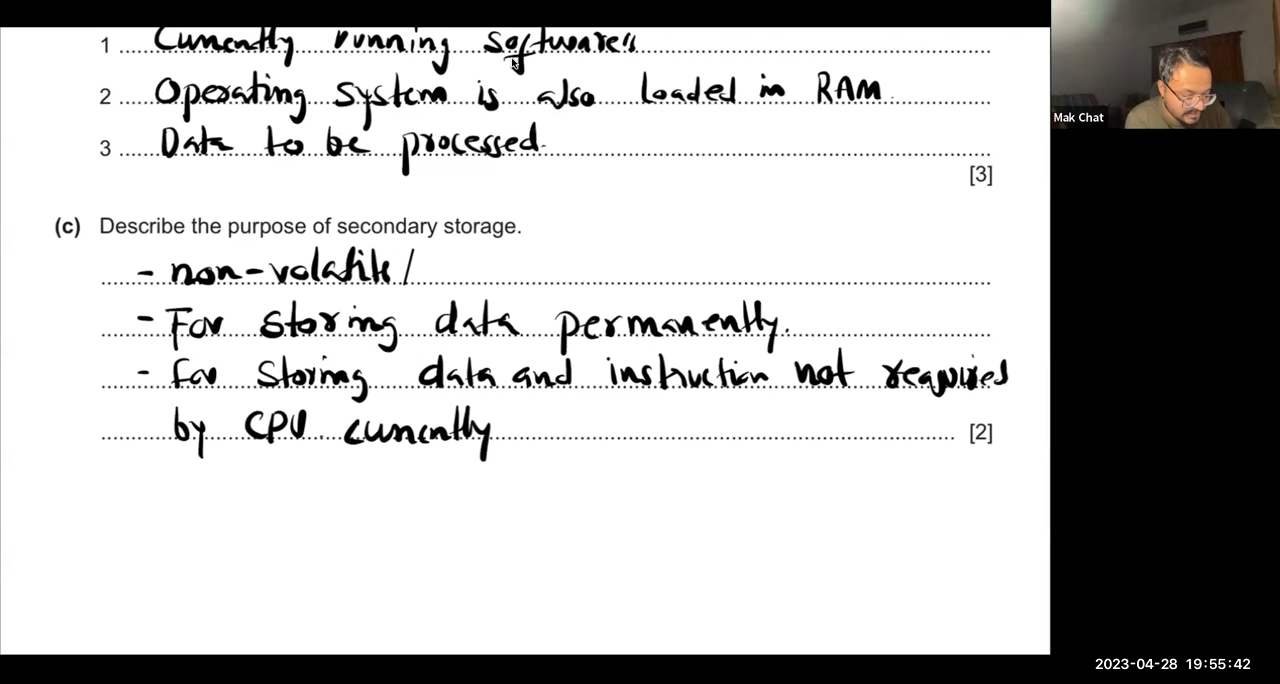 1 Currently running software's
2 Operating system is also loaded in RAM.
Mak Chat
3 Data to be processed.
[3]
(c) Describe the purpose of secondary storage.
- non-volatile /
- For storing data permanently.
- for storing data and instruction not required
by CPU currently [2]
2023-04-28 19:55:42